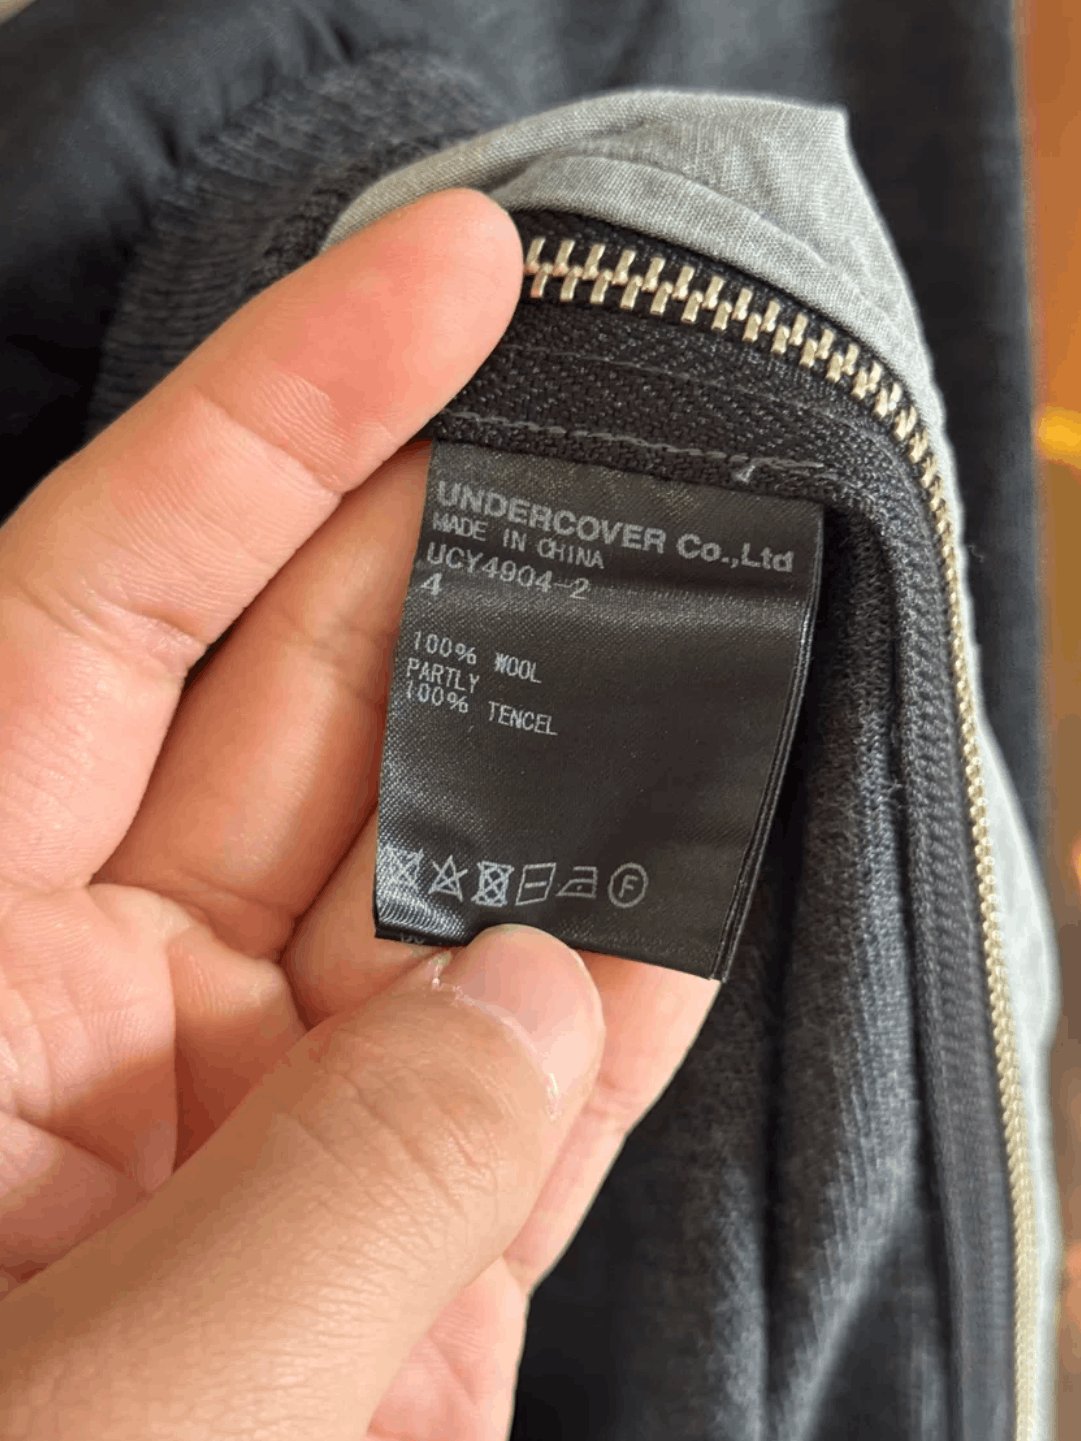 UNDERCOVER Co.,Ltd
MADE IN CHINA
UCY4904-2
4
100% WOOL
PARTLY
100% TENCEL
F